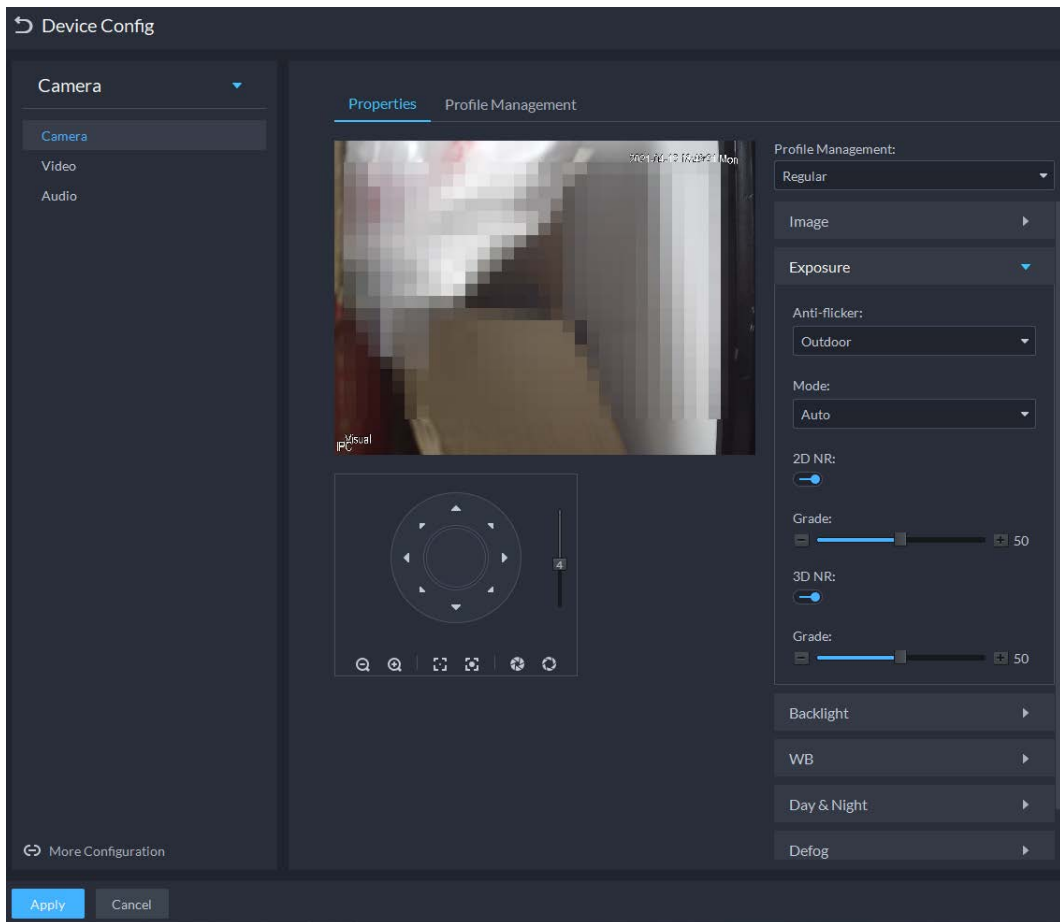 Device Config
Camera
Camera
Video
Audio
More Configuration
Properties Profile Management
Mon
Visual
IPC
4
Profile Management:
Regular
Image
Exposure
Anti-flicker:
Outdoor
Mode:
Auto
2D NR:
Grade:
50
3D NR:
Grade:
50
Backlight
WB
Day & Night
Defog
Apply Cancel